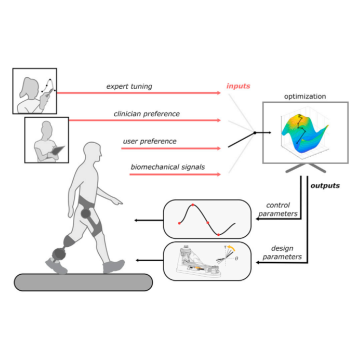 expert tuning
inputs
optimization
clinician preference
user preference
biomechanical signals
outputs
control
parameters
design
parameters